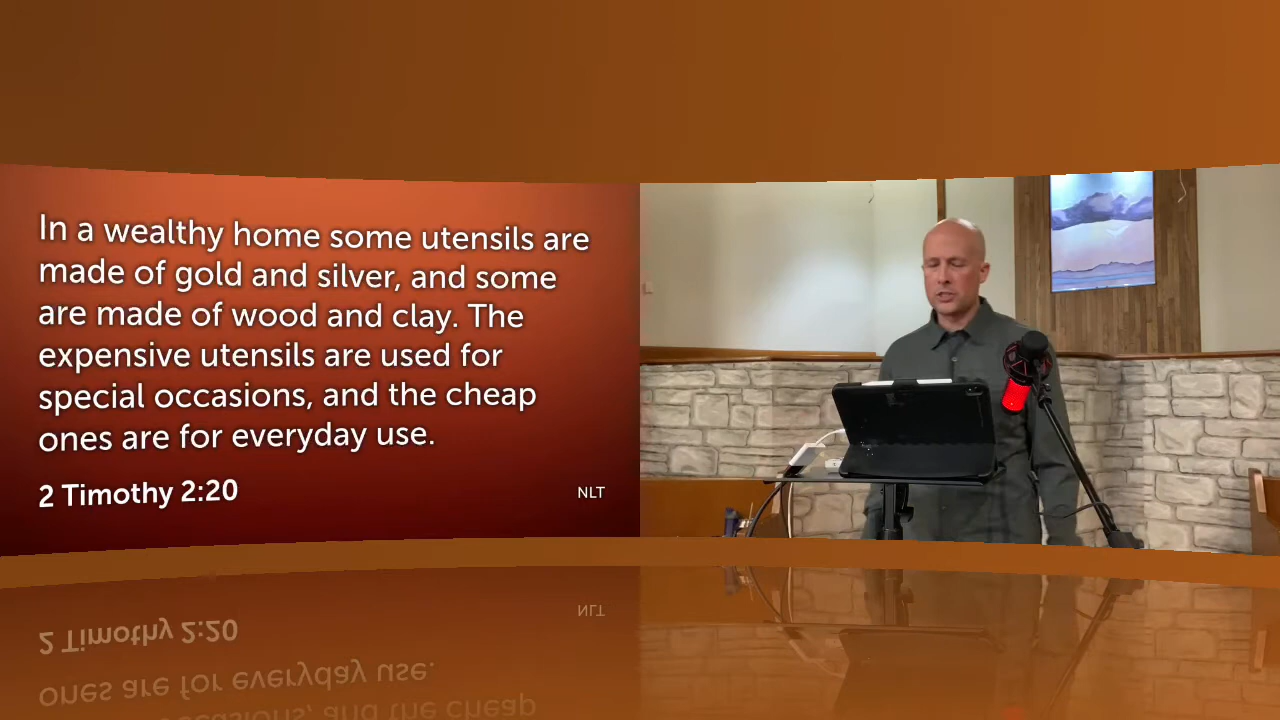 In a wealthy home some utensils are
made of gold and silver, and some
are made of wood and clay. The
expensive utensils are used for
special occasions, and the cheap
ones are for everyday use.
2 Timothy 2:20
NLT